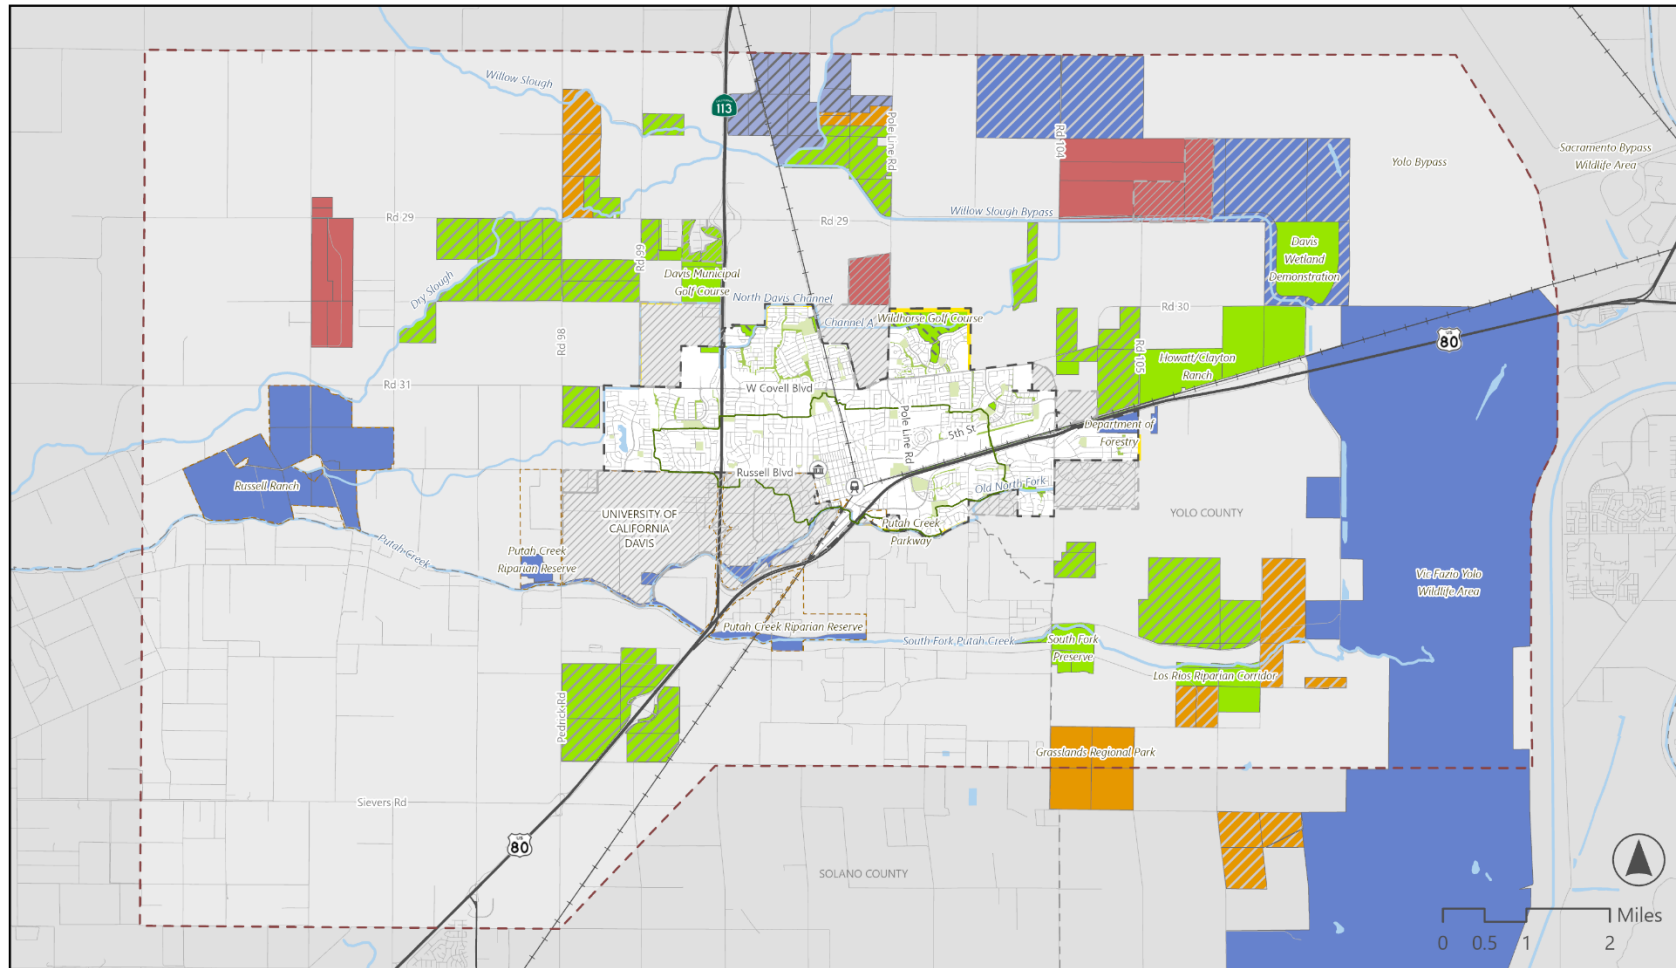 Willow Slough
113
Pole Line Rd
Rd 104
Yolo Bypass
Sacramento Bypass
Wildlife Area
Rd 29
Rd 29
Willow Slough Bypass
Rd 99
Davis
Wetland
Demonstration
Dry Slough
Davis Municipal
Golf Course
North Davis Channel
Channel A
Wildhorse Golf Course
Rd 30
Rd 98
Rd 105
US
80
Howatt/Clayton
Ranch
Rd 31
W Covell Blvd
Pole Line Rd
5th St
Department of
Forestry
Russell Blvd
Russell Ranch
Old North Fork
UNIVERSITY OF
CALIFORNIA
DAVIS
YOLO COUNTY
Putah Creek
Parkway
Putah Creek
Putah Creek
Riparian Reserve
Vic Fazio Yolo
Wildlife Area
Putah Creek Riparian Reserve
South Fork Putah Creek
South Fork
Preserve
Los Rios Riparian Corridor
Pedrick Rd
Grasslands Regional Park
Sievers Rd
US
80
SOLANO COUNTY
Miles
0 0.5 1 2